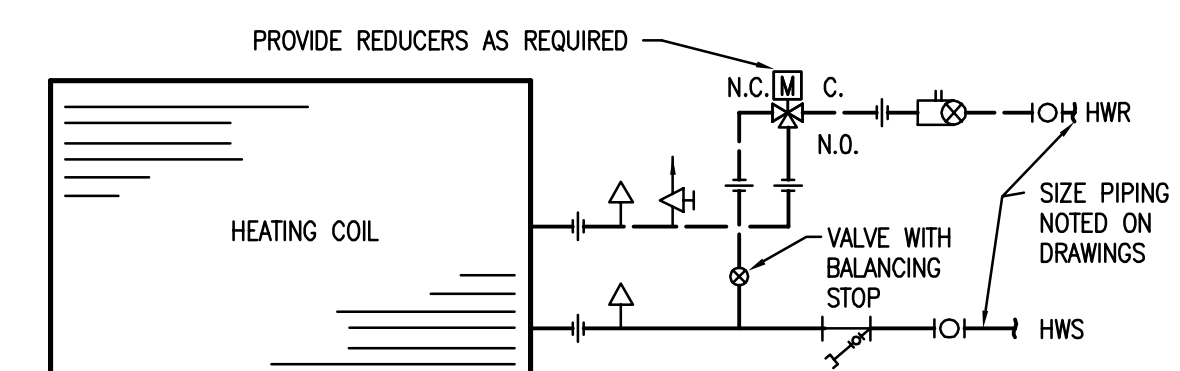 PROVIDE REDUCERS AS REQUIRED
N.C. M C.
HWR
N.O.
SIZE PIPING
NOTED ON
DRAWINGS
HEATING COIL
VALVE WITH
BALANCING
STOP
HWS